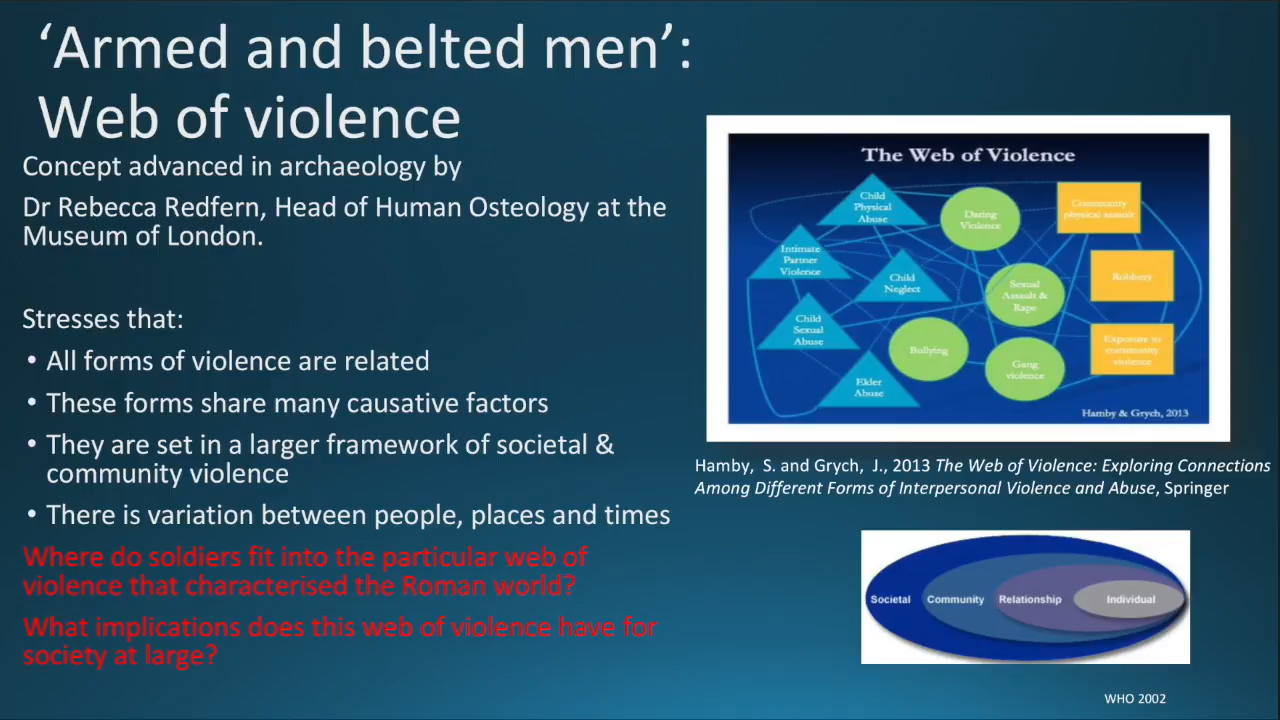 ‘Armed and belted men’:
Web of violence
Concept advanced in archaeology by
Dr Rebecca Redfern, Head of Human Osteology at the
Museum of London.
Stresses that:
• All forms of violence are related
• These forms share many causative factors
• They are set in a larger framework of societal &
community violence
• There is variation between people, places and times
Where do soldiers fit into the particular web of
violence that characterised the Roman world?
What implications does this web of violence have for
society at large?
The Web of Violence
Child
Physical
Abuse
Dating
Violence
Community
physical assault
Intimate
Partner
Violence
Child
Neglect
Sexual
Assault &
Rape
Robbery
Child
Sexual
Abuse
Bullying
Gang
violence
Exposure to
community
violence
Elder
Abuse
Hamby & Grych, 2013
Hamby, S. and Grych, J., 2013 The Web of Violence: Exploring Connections
Among Different Forms of Interpersonal Violence and Abuse, Springer
Societal Community Relationship Individual
WHO 2002